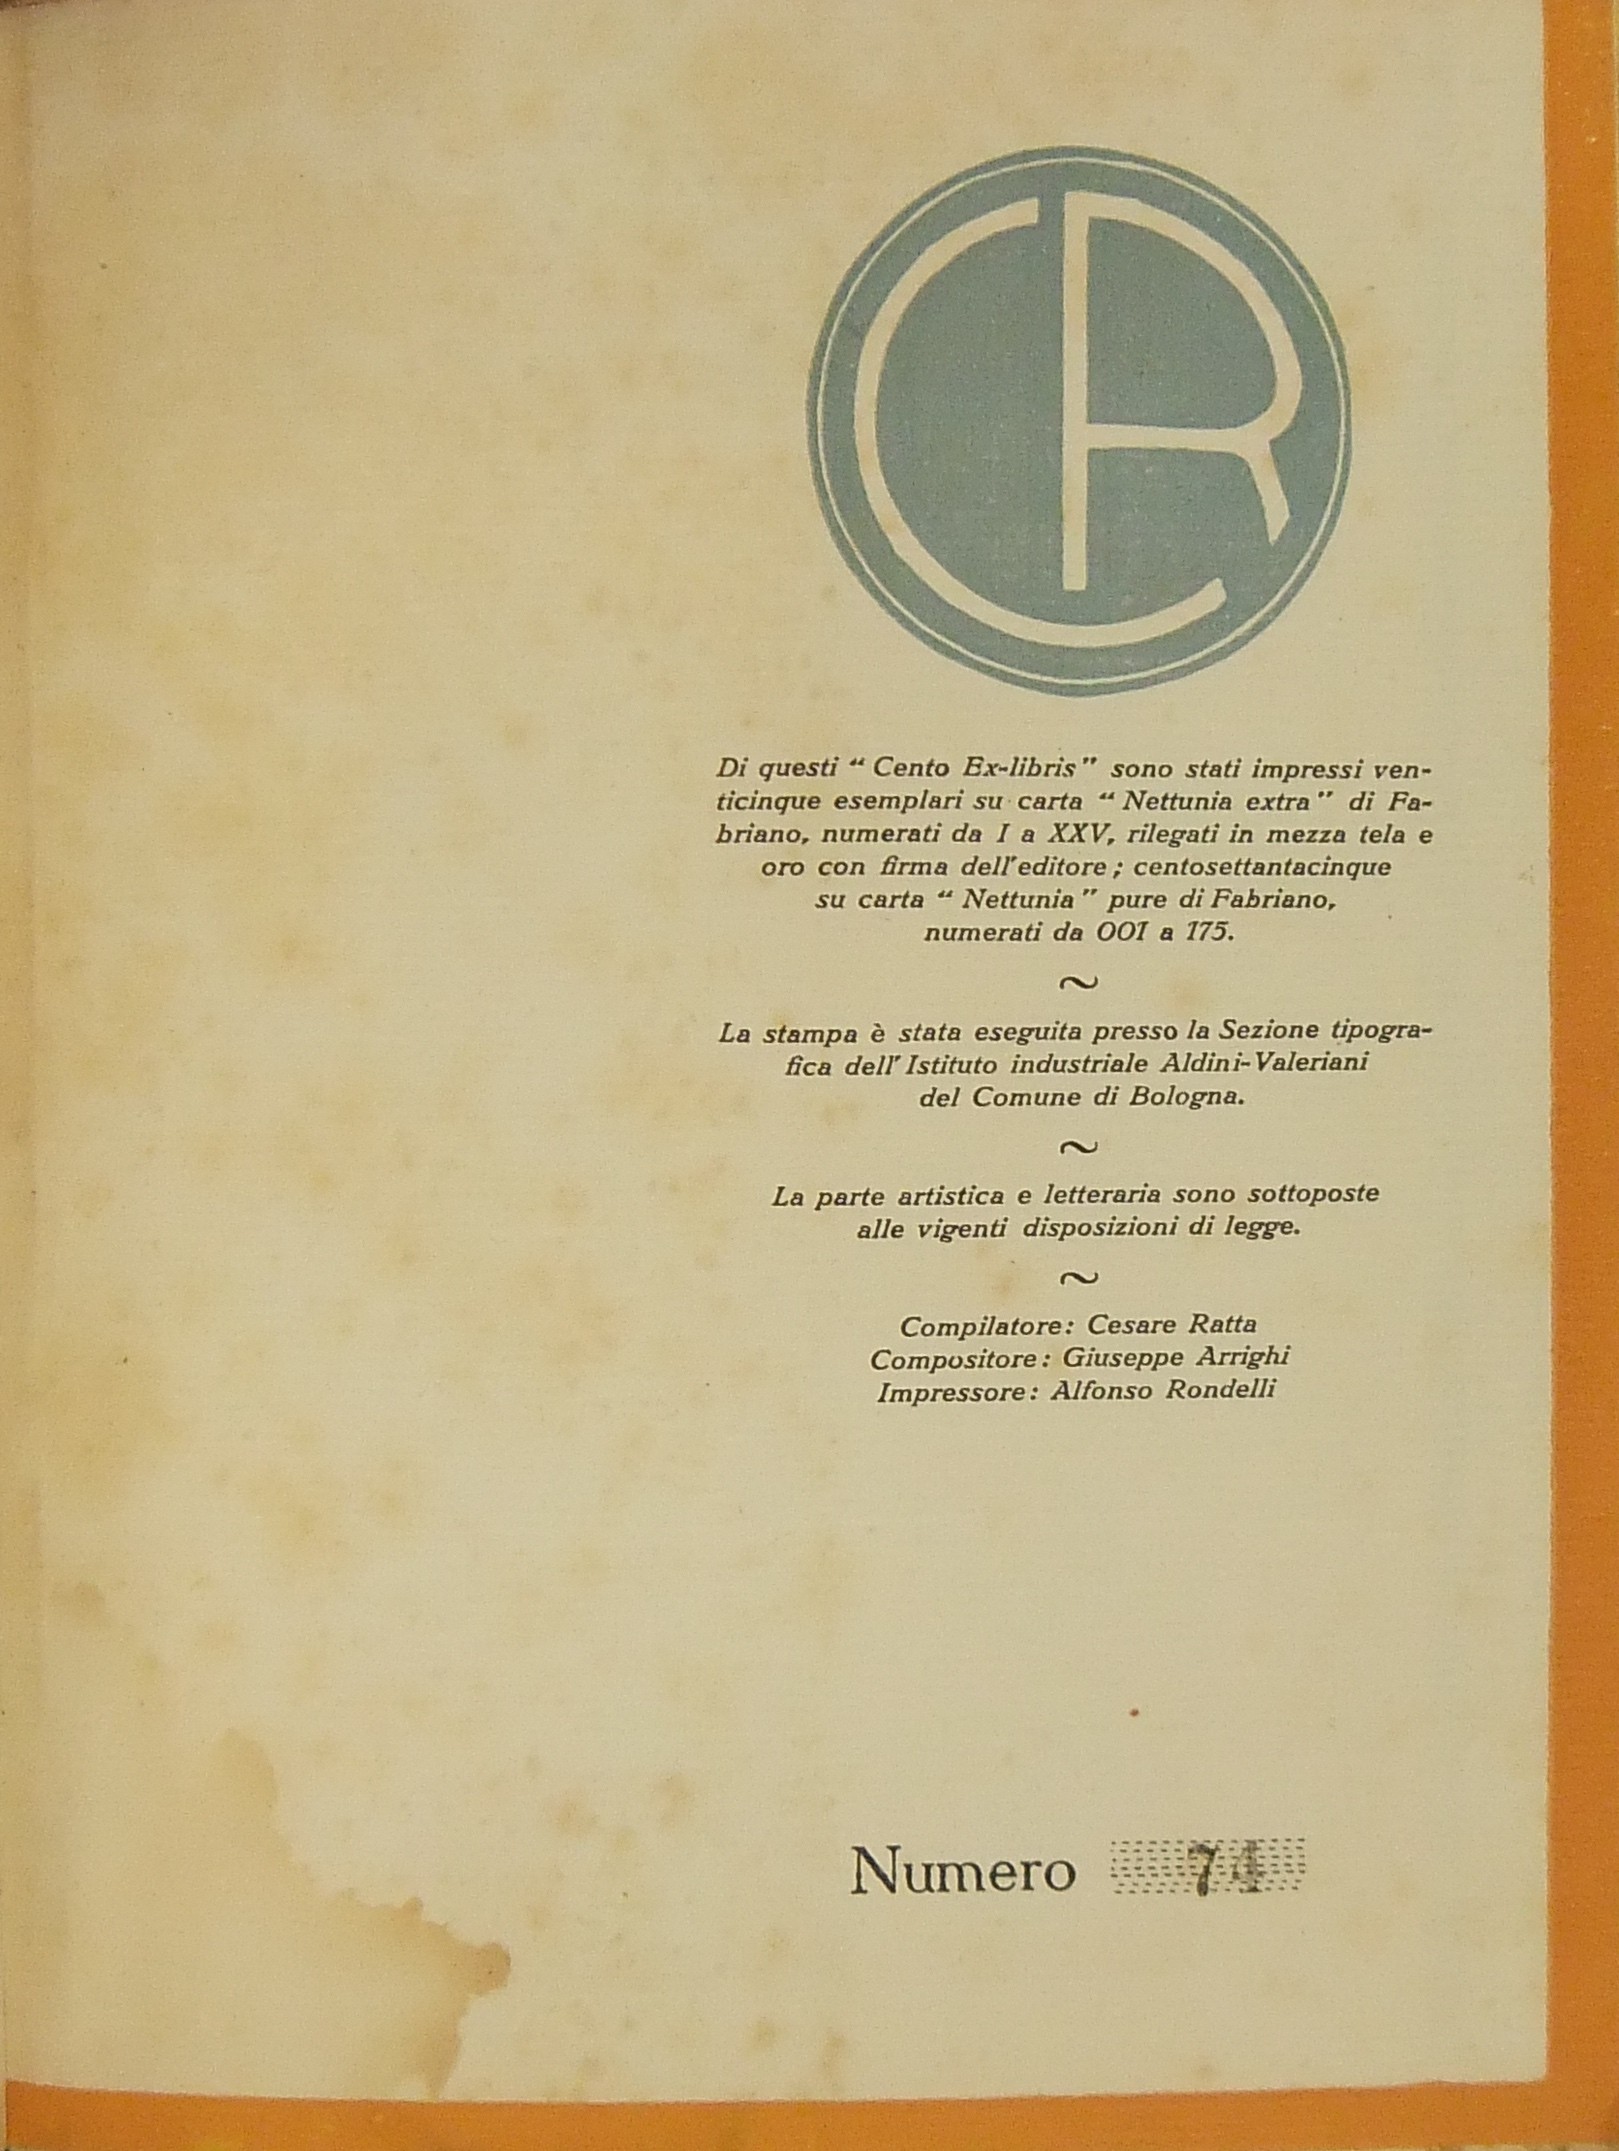 CR
Di questi “ Cento Ex-libris ” sono stati impressi ven-
ticinque esemplari su carta “ Nettunia extra ” di Fa-
briano, numerati da I a XXV, rilegati in mezza tela e
oro con firma dell'editore ; centosettantacinque
su carta “ Nettunia ” pure di Fabriano,
numerati da 001 a 175.
~
La stampa è stata eseguita presso la Sezione tipogra-
fica dell' Istituto industriale Aldini-Valeriani
del Comune di Bologna.
~
La parte artistica e letteraria sono sottoposte
alle vigenti disposizioni di legge.
~
Compilatore : Cesare Ratta
Compositore : Giuseppe Arrighi
Impressore : Alfonso Rondelli
Numero 74